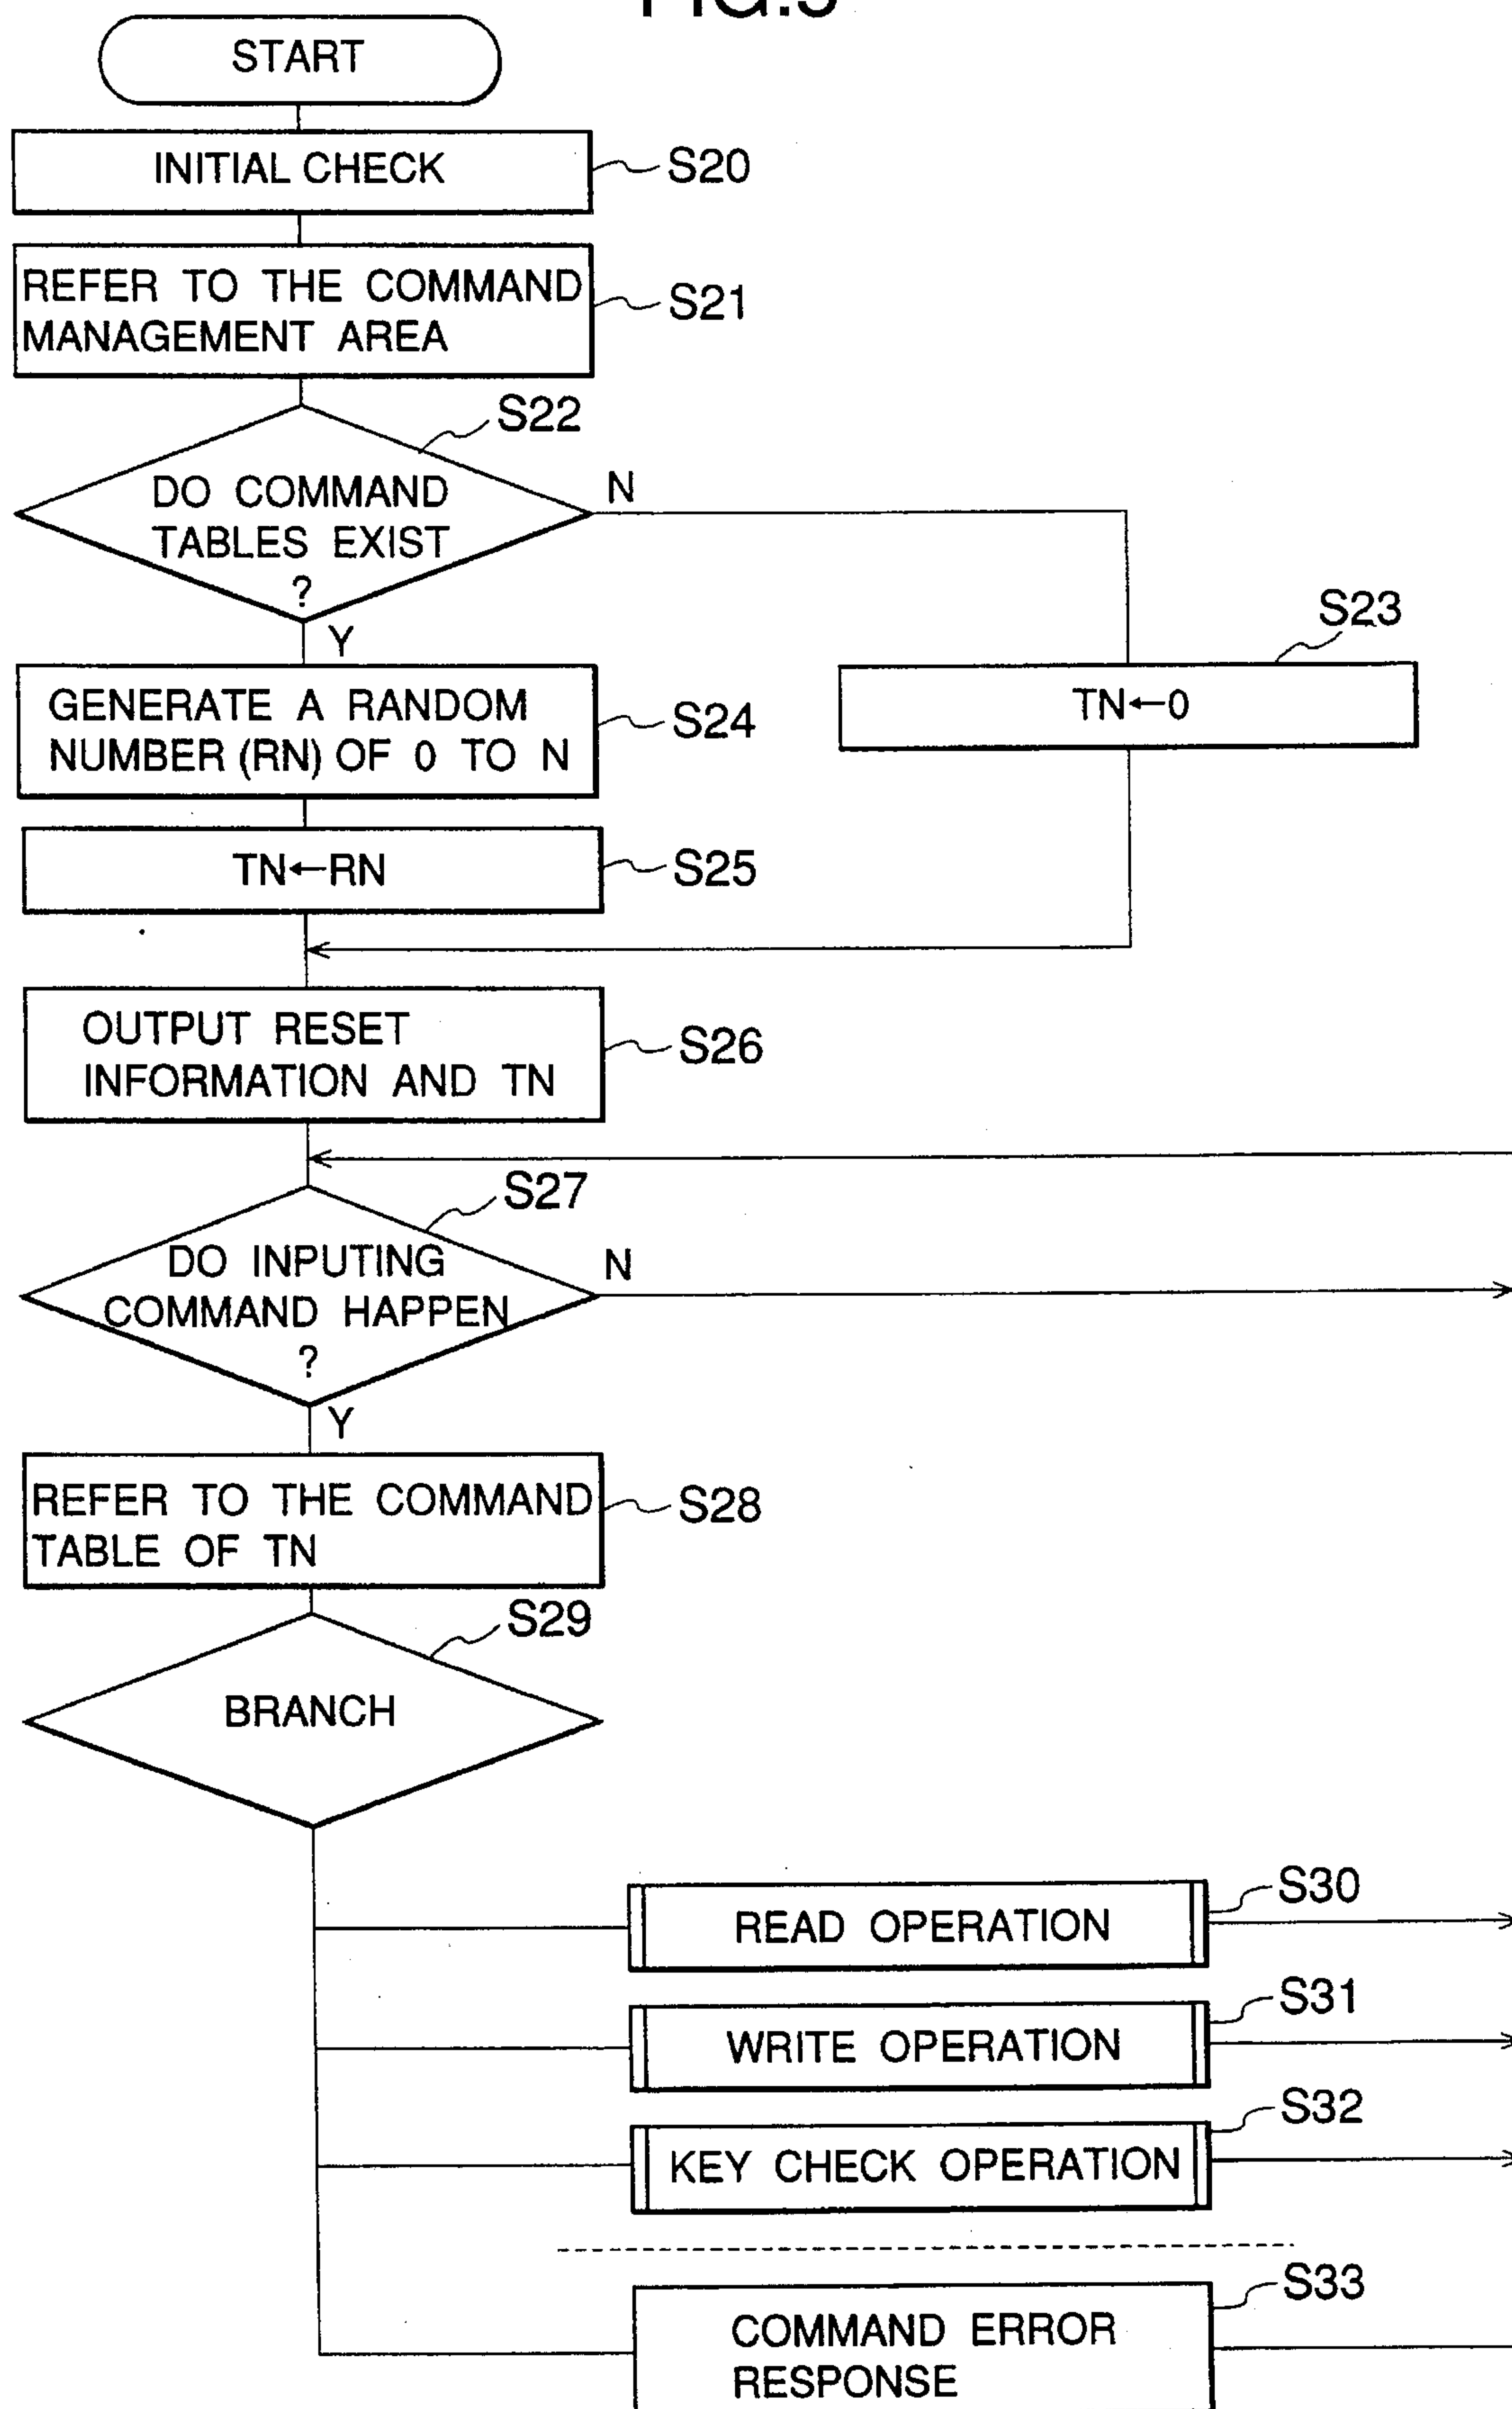 FIG.5
START
INITIAL CHECK
S20
REFER TO THE COMMAND
MANAGEMENT AREA
S21
S22
DO COMMAND
TABLES EXIST
?
N
Y
S23
TN←0
GENERATE A RANDOM
NUMBER (RN) OF 0 TO N
S24
TN←RN
S25
OUTPUT RESET
INFORMATION AND TN
S26
S27
DO INPUTING
COMMAND HAPPEN
?
N
Y
REFER TO THE COMMAND
TABLE OF TN
S28
S29
BRANCH
READ OPERATION
S30
WRITE OPERATION
S31
KEY CHECK OPERATION
S32
COMMAND ERROR
RESPONSE
S33